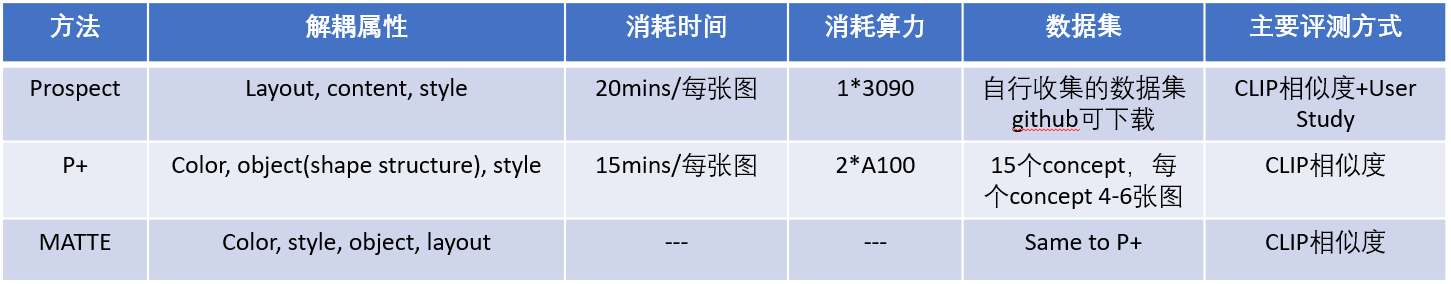 方法 解耦属性 消耗时间 消耗算力 数据集 主要评测方式
Prospect Layout, content, style 20mins/每张图 1*3090 自行收集的数据集 CLIP相似度+User
github可下载 Study
P+ Color, object(shape structure), style 15mins/每张图 2*A100 15个concept，每 CLIP相似度
个concept 4-6张图
MATTE Color, style, object, layout --- --- Same to P+ CLIP相似度